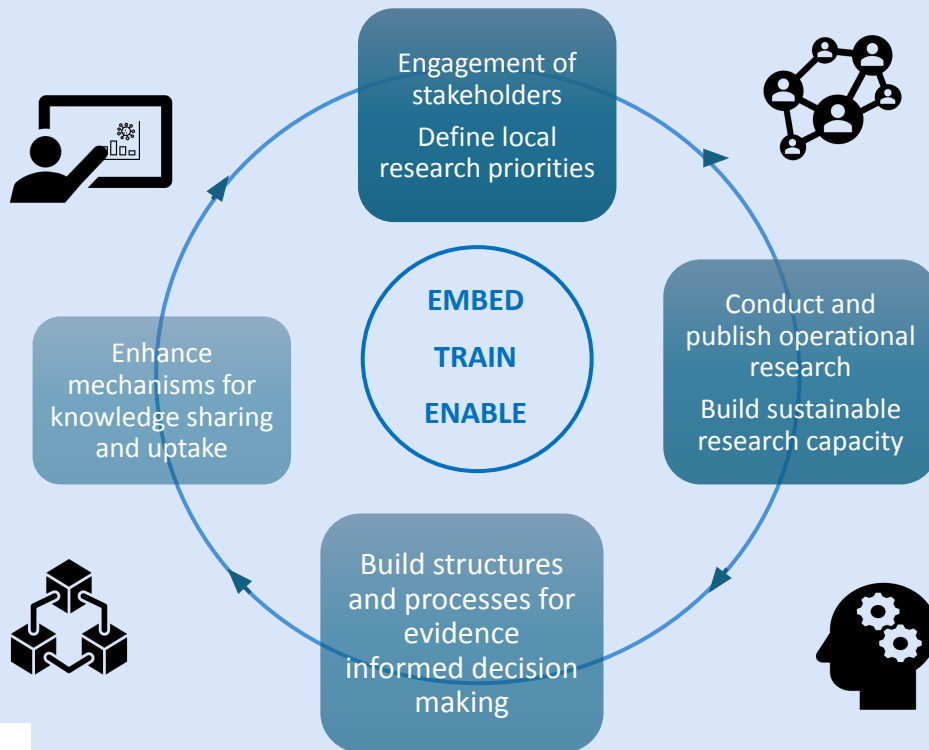 Engagement of
stakeholders
Define local
research priorities
Conduct and
publish operational
research
Build sustainable
research capacity
Build structures
and processes for
evidence
informed decision
making
Enhance
mechanisms for
knowledge sharing
and uptake
EMBED
TRAIN
ENABLE